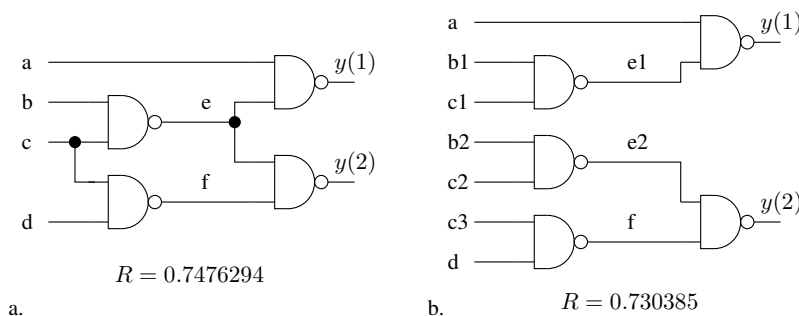 a
b
c
d
e
f
y(1)
y(2)
R = 0.7476294
a.
a
b1
c1
b2
c2
c3
d
e1
e2
f
y(1)
y(2)
R = 0.730385
b.